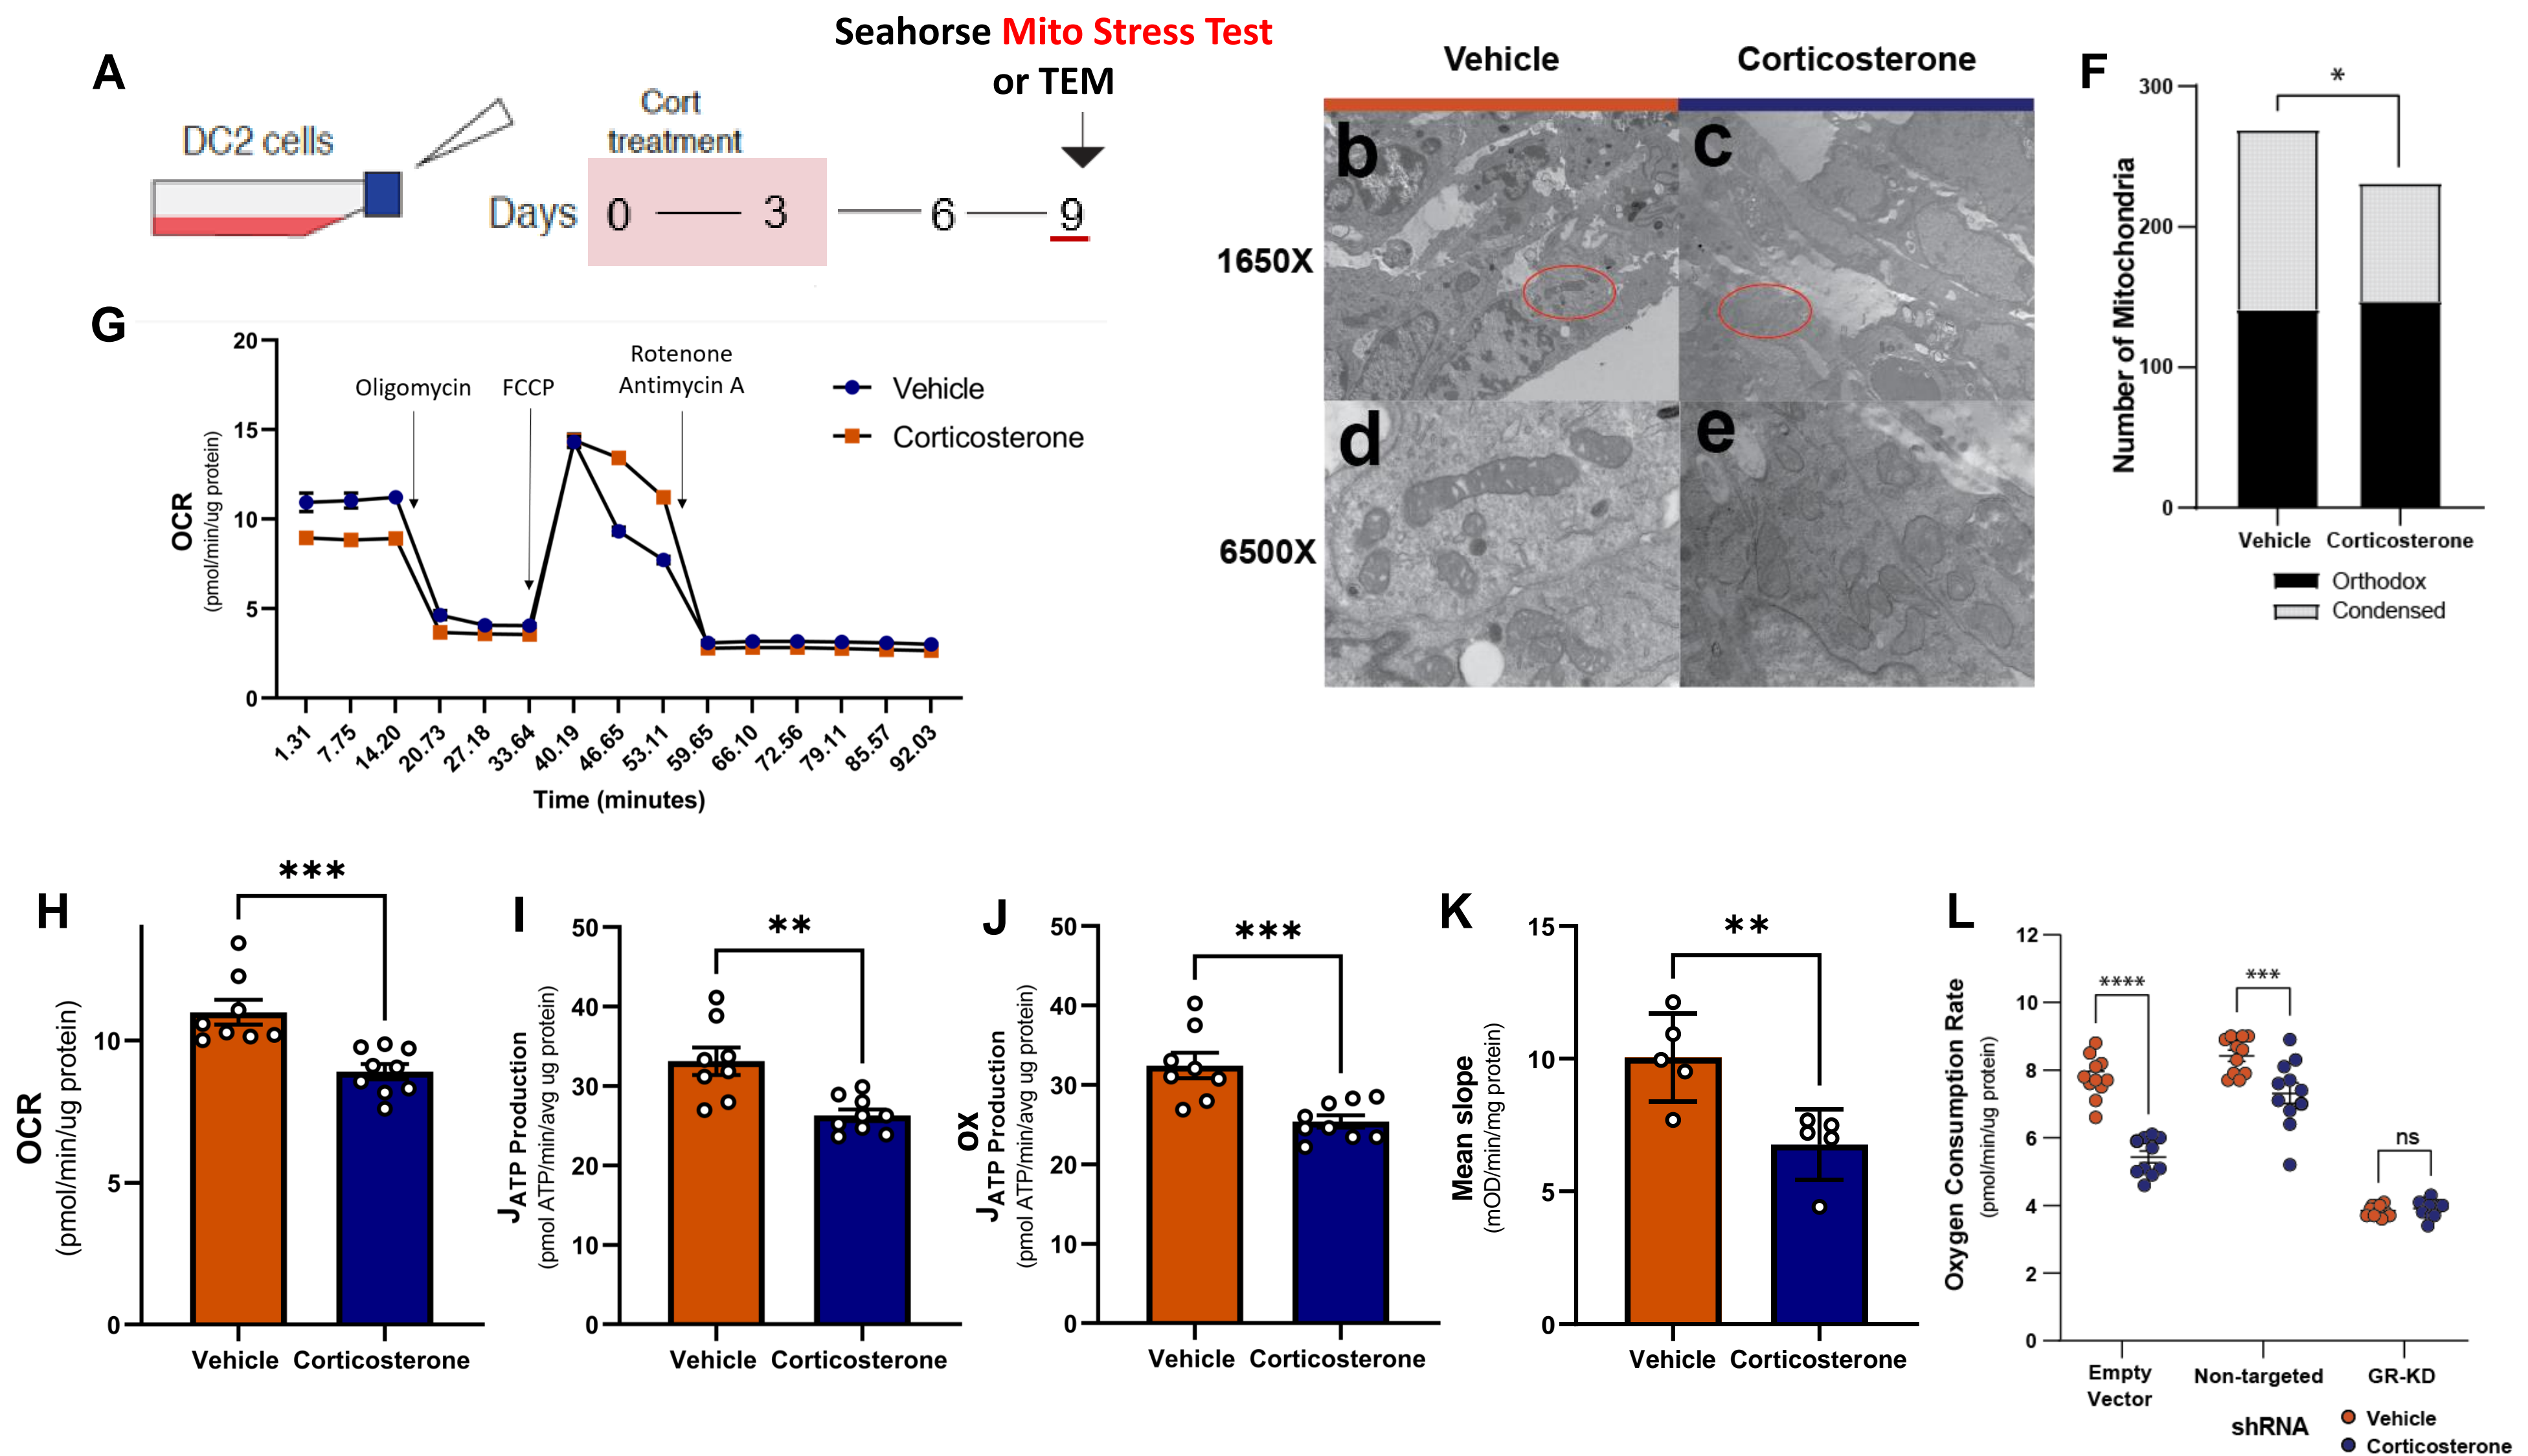 A
DC2 cells
Cort
treatment
Days 0 3 6 9
Seahorse Mito Stress Test
or TEM
Vehicle Corticosterone
1650X
6500X
b
c
d
e
F
*
Number of Mitochondria
300
200
100
0
Vehicle Corticosterone
Orthodox
Condensed
G
OCR
(pmol/min/ug protein)
20
15
10
5
0
Oligomycin
FCCP
Rotenone
Antimycin A
Vehicle
Corticosterone
1.31 7.75 14.20 20.73 27.18 33.64 40.19 46.65 53.11 59.65 66.10 72.56 79.11 85.57 92.03
Time (minutes)
H
***
OCR
(pmol/min/ug protein)
10
5
0
Vehicle Corticosterone
I
**
JATP Production
(pmol ATP/min/avg ug protein)
50
40
30
20
10
0
Vehicle Corticosterone
J
***
ox
JATP Production
(pmol ATP/min/avg ug protein)
50
40
30
20
10
0
Vehicle Corticosterone
K
**
Mean slope
(mOD/min/mg protein)
15
10
5
0
Vehicle Corticosterone
L
Oxygen Consumption Rate
(pmol/min/ug protein)
12
10
8
6
4
2
0
****
***
ns
Empty
Vector
Non-targeted
GR-KD
shRNA
Vehicle
Corticosterone